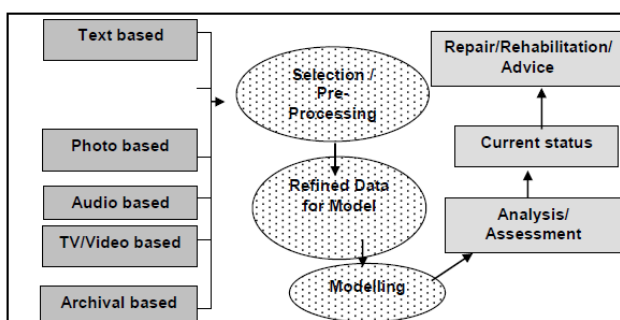 Text based
Photo based
Audio based
TV/Video based
Archival based
Selection /
Pre-
Processing
Refined Data
for Model
Modelling
Repair/Rehabilitation/
Advice
Current status
Analysis/
Assessment